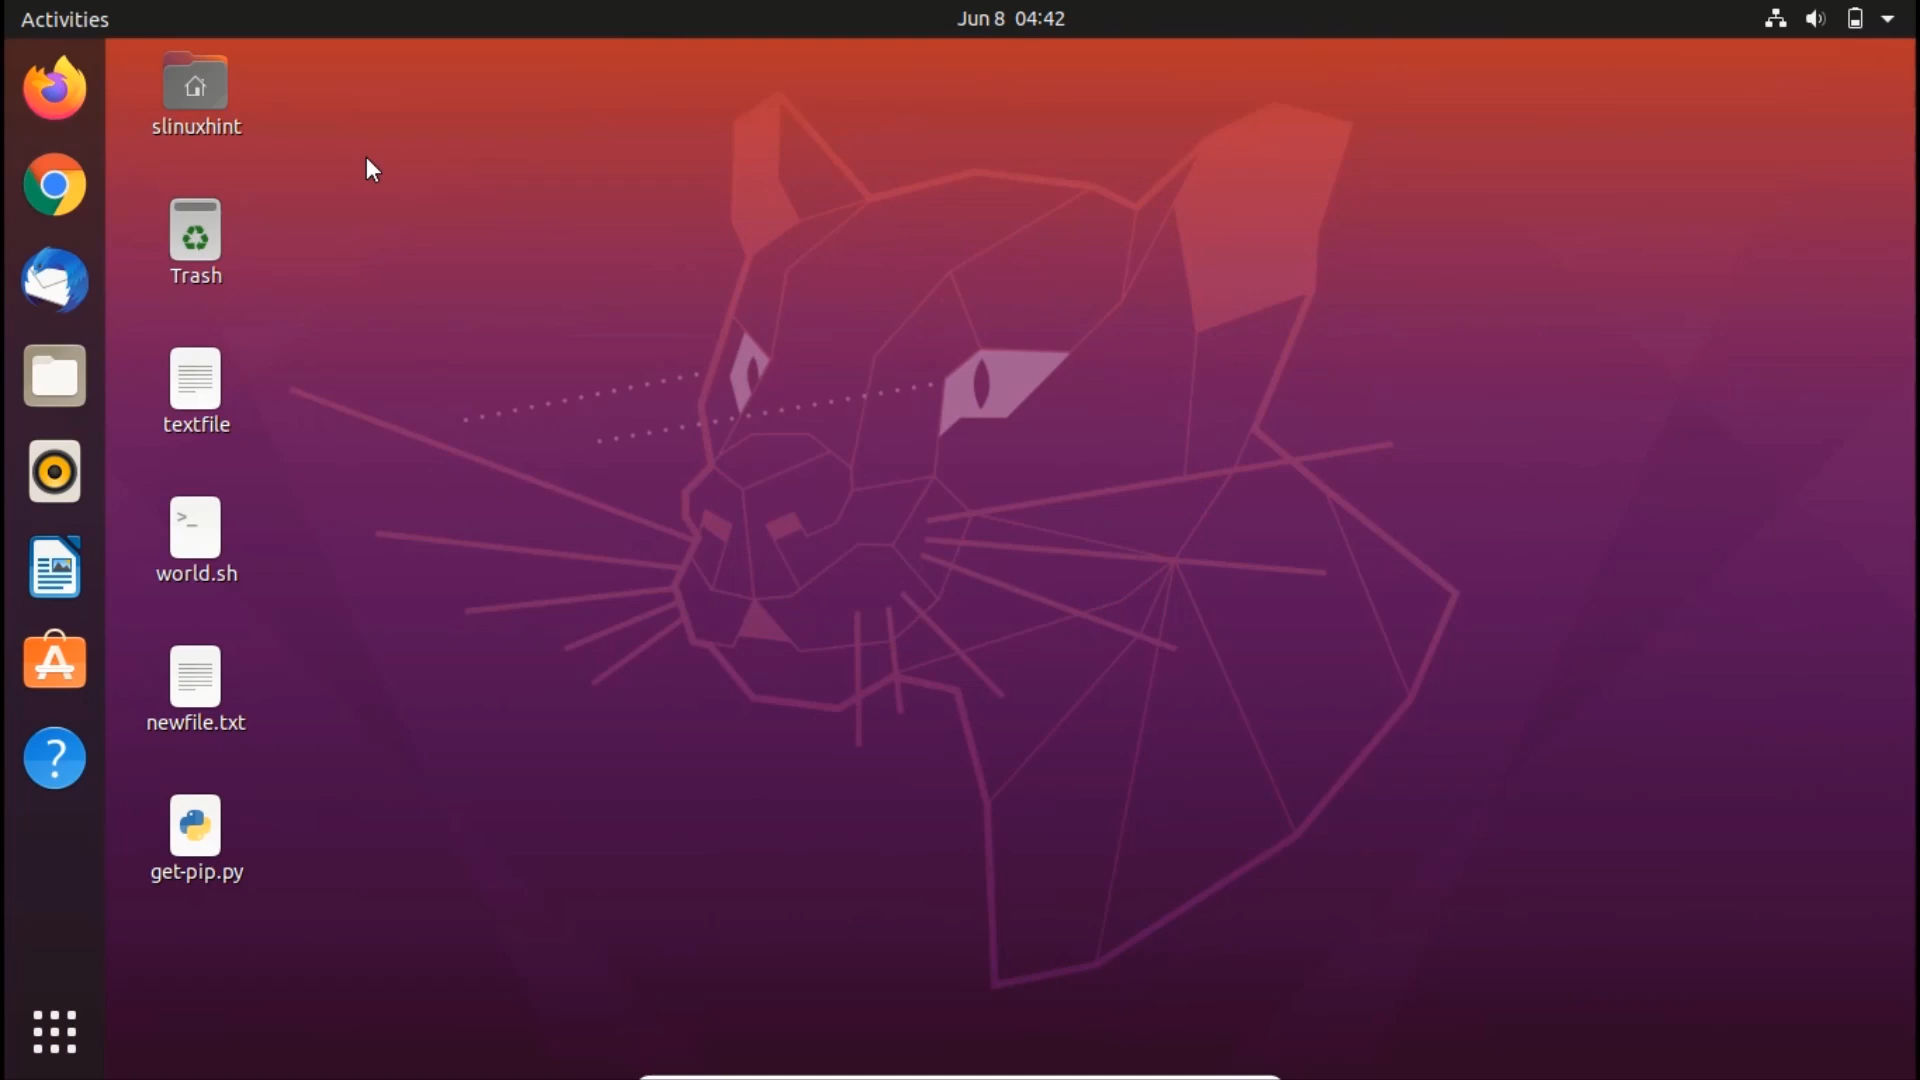 Activities
Jun 8 04:42
slinuxhint
Trash
textfile
>_
world.sh
newfile.txt
?
get-pip.py